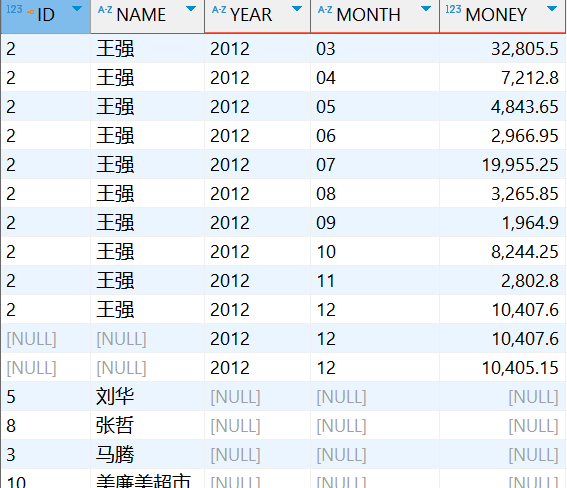 123 ID A-Z NAME A-Z YEAR A-Z MONTH 123 MONEY
2 王强 2012 03 32,805.5
2 王强 2012 04 7,212.8
2 王强 2012 05 4,843.65
2 王强 2012 06 2,966.95
2 王强 2012 07 19,955.25
2 王强 2012 08 3,265.85
2 王强 2012 09 1,964.9
2 王强 2012 10 8,244.25
2 王强 2012 11 2,802.8
2 王强 2012 12 10,407.6
[NULL] [NULL] 2012 12 10,407.6
[NULL] [NULL] 2012 12 10,405.15
5 刘华 [NULL] [NULL] [NULL]
8 张哲 [NULL] [NULL] [NULL]
3 马腾 [NULL] [NULL] [NULL]
10 美廉美超市 [NULL] [NULL] [NULL]